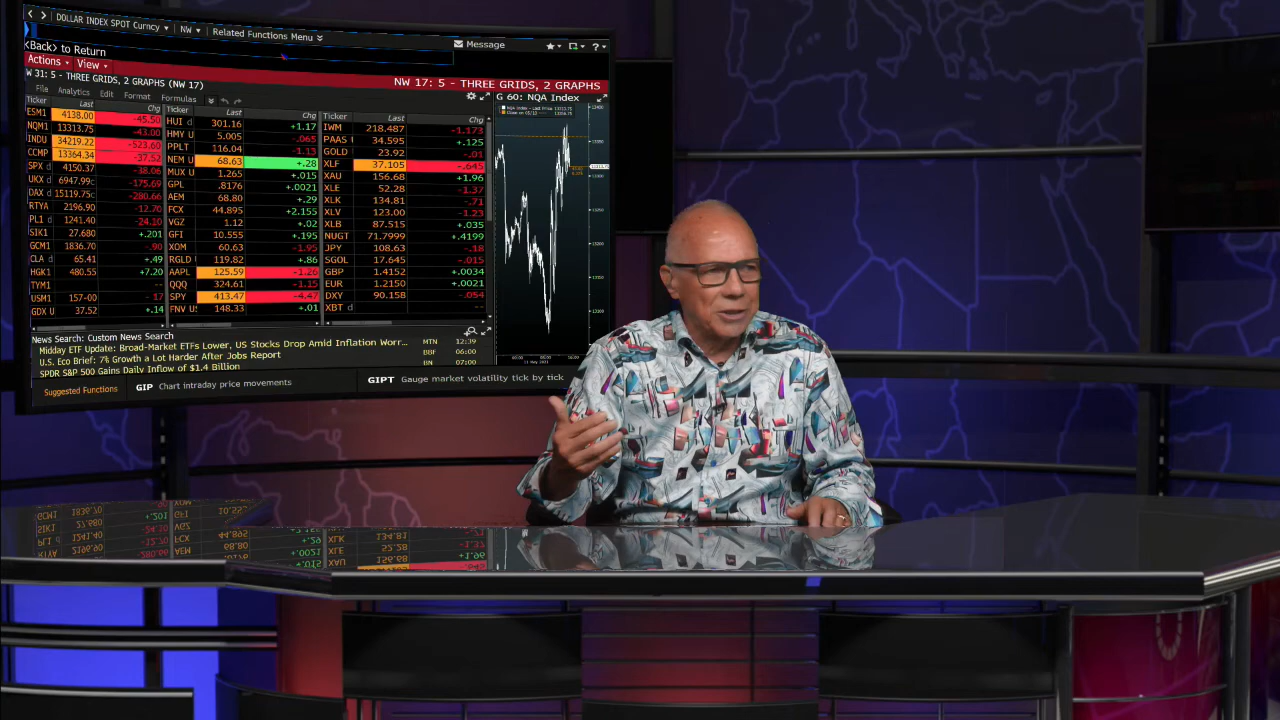 DOLLAR INDEX SPOT Curncy NW Related Functions Menu
Message
<Back> to Return
Actions View
NW 17: 5 - THREE GRIDS, 2 GRAPHS
W 31: 5 - THREE GRIDS, 2 GRAPHS (NW 17)
G 60: NQA Index
File Analytics Edit Format Formulas
Ticker Last Chg Ticker Last Chg Ticker Last Chg
ESM1 4138.00 -45.50 HUI d 301.16 +1.17 IWM 218.487 -1.173
NQM1 13313.75 -43.00 HMY U 5.005 -.065 PAAS U 34.595 +.125
INDU 34219.22 -523.60 PPLT 116.04 -1.13 GOLD 23.92 -.01
CCMP 13364.34 -37.52 NEM U 68.63 +.28 XLF 37.105 -.645
SPX d 4150.37 -38.06 MUX U 1.265 +.015 XAU 156.68 +1.96
UKX d 6947.99c -175.69 GPL .8176 +.0021 XLE 52.28 -1.37
DAX d 15119.75c -280.66 AEM 68.80 +.29 XLK 134.81 -.71
RTYA 2196.90 -12.70 FCX 44.895 +2.155 XLV 123.00 -1.23
PL1 d 1241.40 -24.10 VGZ 1.12 +.02 XLB 87.515 +.035
SIK1 27.680 +.201 GFI 10.555 +.195 NUGT 71.7999 +.4199
GCM1 1836.70 -.90 XOM 60.63 -1.95 JPY 108.63 -.18
CLA d 65.41 +.49 RGLD 119.82 +.86 SGOL 17.645 -.015
HGK1 480.55 +7.20 AAPL 125.59 -1.26 GBP 1.4152 +.0034
TYM1 -- QQQ 324.61 -1.15 EUR 1.2150 +.0021
USM1 157-00 - 17 SPY 413.47 -4.47 DXY 90.158 -.054
GDX U 37.52 +.14 FNV U 148.33 +.01 XBT d --
News Search: Custom News Search
Midday ETF Update: Broad-Market ETFs Lower, US Stocks Drop Amid Inflation Worr... MTN 12:39
U.S. Eco Brief: 7% Growth a Lot Harder After Jobs Report BBF 06:00
SPDR S&P 500 Gains Daily Inflow of $1.4 Billion BN 07:00
11 May 2021
Suggested Functions GIP Chart intraday price movements GIPT Gauge market volatility tick by tick